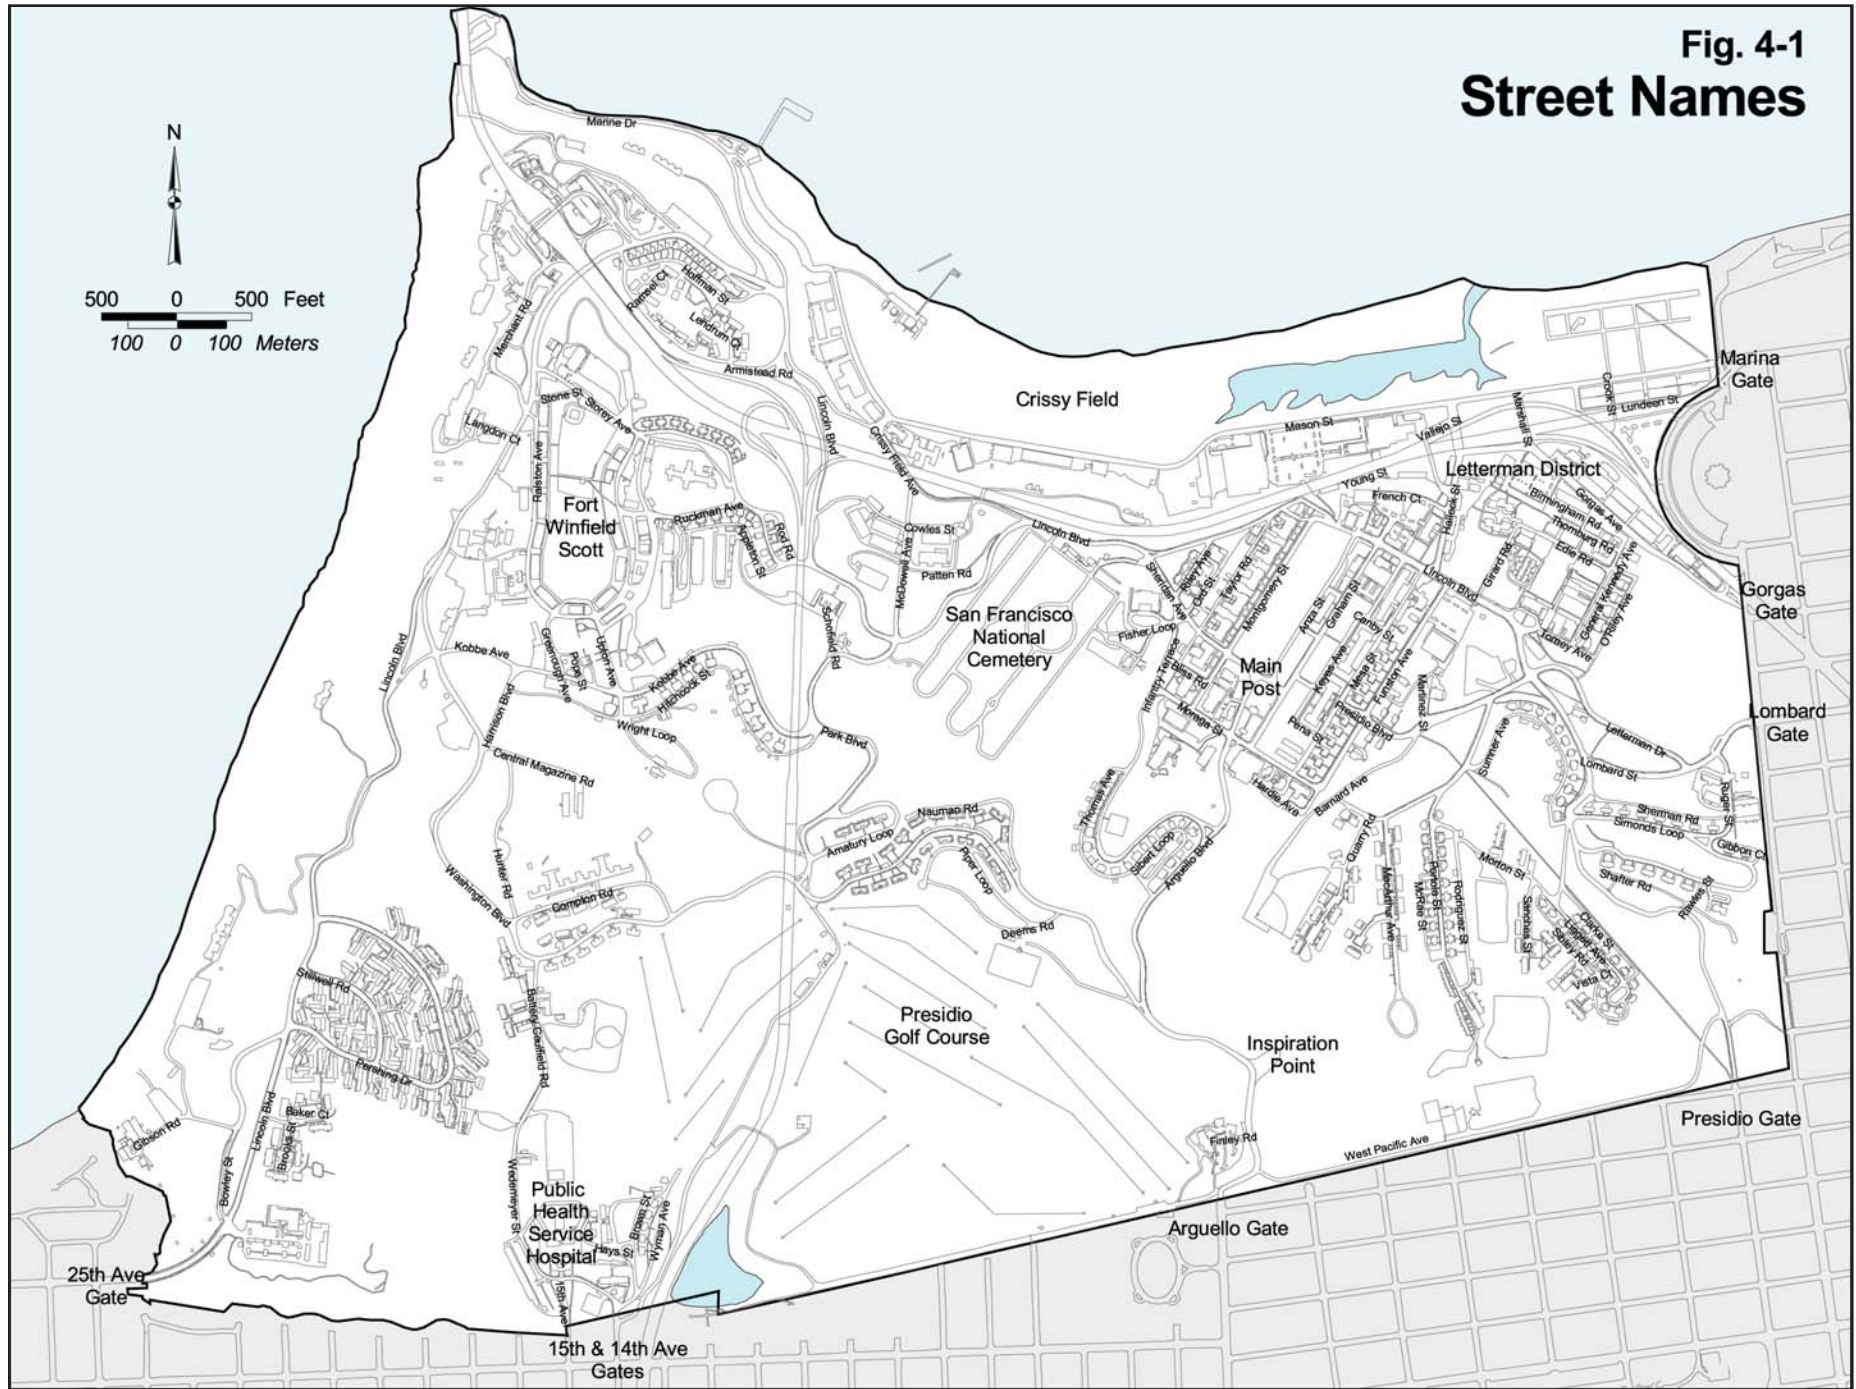 Fig. 4-1
Street Names
N
500 0 500 Feet
100 0 100 Meters
Marine Dr
Hoffman St
Ramsel Ct
Lendrum Ct
Merchant Rd
Armistead Rd
Crissy Field
Marina
Gate
Stone St
Storey Ave
Langdon Ct
Ralston Ave
Lincoln Blvd
Crissy Field Ave
Mason St
Vallejo St
Marshall St
Crook St
Lundeen St
Letterman District
Young St
French Ct
Halleck St
Gorgas Ave
Birmingham Rd
Thornburg Rd
Edie Rd
General Kennedy Ave
O'Riley Ave
Torney Ave
Girard Rd
Gorgas
Gate
Fort
Winfield
Scott
Ruckman Ave
Appleton St
Rod Rd
Cowles St
McDowell Ave
Patten Rd
Lincoln Blvd
Sheridan Ave
Riley Ave
Ord St
Taylor Rd
Montgomery St
Anza St
Graham St
Canby St
Keyes Ave
Mesa St
Funston Ave
Lincoln Blvd
Martinez St
San Francisco
National
Cemetery
Fisher Loop
Infantry Terrace
Bliss Rd
Moraga St
Main
Post
Pena St
Presidio Blvd
Hardie Ave
Barnard Ave
Schofield Rd
Lincoln Blvd
Kobbe Ave
Greenough Ave
Pope St
Upton Ave
Kobbe Ave
Hitchcock St
Wright Loop
Harrison Blvd
Central Magazine Rd
Park Blvd
Lombard
Gate
Letterman Dr
Lombard St
Sumner Ave
Ruger St
Sherman Rd
Simonds Loop
Gibbon Ct
Shafter Rd
Rawles St
Thomas Ave
Sibert Loop
Arguello Blvd
Nauman Rd
Amatury Loop
Piper Loop
Deems Rd
Quarry Rd
MacArthur Ave
McRae St
Portola St
Rodriguez St
Morton St
Sanches St
Clarke St
Liggett Ave
Sibley Rd
Vista Ct
Hunter Rd
Washington Blvd
Compton Rd
Battery Caulfield Rd
Stilwell Rd
Pershing Dr
Presidio
Golf Course
Inspiration
Point
Lincoln Blvd
Baker Ct
Brooks St
Gibson Rd
Bowley St
Wedemeyer St
Public
Health
Service
Hospital
Brown St
Wyman Ave
Hays St
15th Ave
Finley Rd
West Pacific Ave
Presidio Gate
Arguello Gate
25th Ave
Gate
15th & 14th Ave
Gates